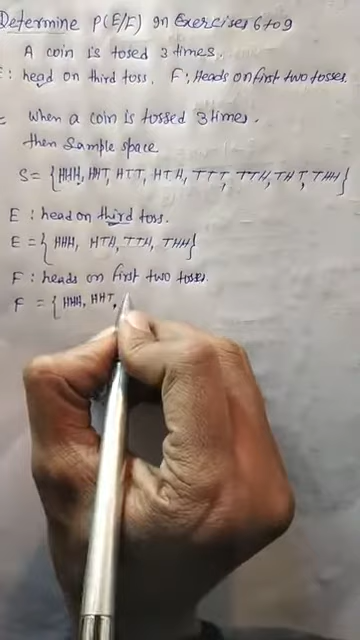 Determine P(E/F) In Exercises 6 to 9
A coin is tosed 3 times.
E: head on third toss, F: Heads on first two tosses.
when a coin is tossed 3 times.
then Sample space
S = {HHH, HHT, HTT, HTH, TTT, TTH, THT, THH}
E : head on third toss.
E = {HHH, HTH, TTH, THH}
F : heads on first two tosses.
F = {HHH, HHT,